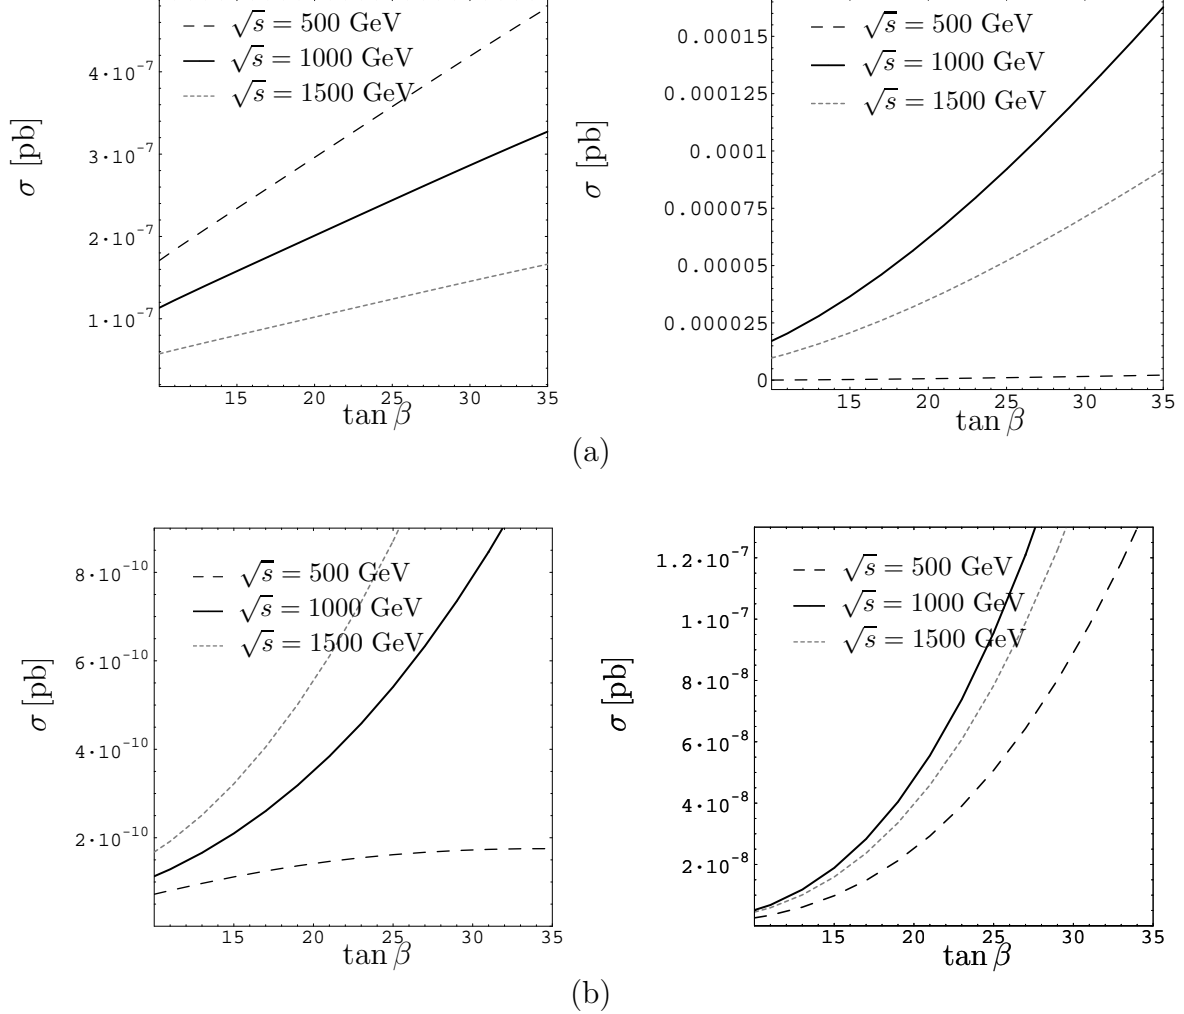 √s = 500 GeV
√s = 1000 GeV
√s = 1500 GeV
4·10⁻⁷
3·10⁻⁷
2·10⁻⁷
1·10⁻⁷
σ [pb]
15 20 25 30 35
tan β
√s = 500 GeV
√s = 1000 GeV
√s = 1500 GeV
0.00015
0.000125
0.0001
0.000075
0.00005
0.000025
0
σ [pb]
15 20 25 30 35
tan β
(a)
√s = 500 GeV
√s = 1000 GeV
√s = 1500 GeV
8·10⁻¹⁰
6·10⁻¹⁰
4·10⁻¹⁰
2·10⁻¹⁰
σ [pb]
15 20 25 30 35
tan β
√s = 500 GeV
√s = 1000 GeV
√s = 1500 GeV
1.2·10⁻⁷
1·10⁻⁷
8·10⁻⁸
6·10⁻⁸
4·10⁻⁸
2·10⁻⁸
σ [pb]
15 20 25 30 35
tan β
(b)